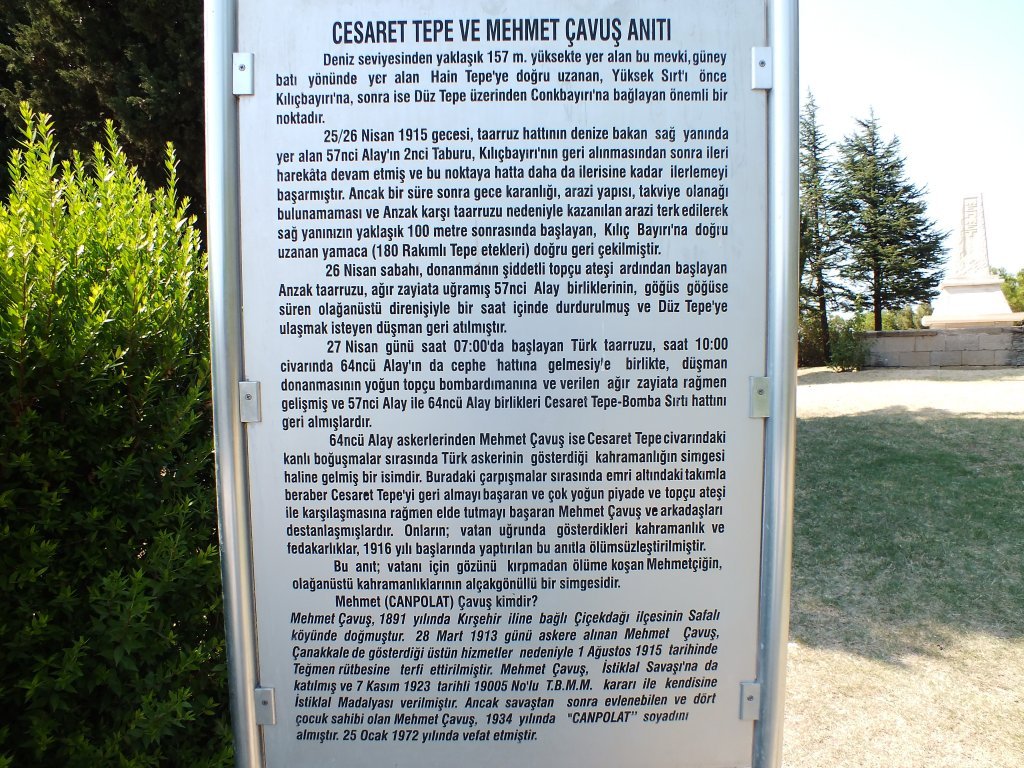 CESARET TEPE VE MEHMET ÇAVUŞ ANITI
Deniz seviyesinden yaklaşık 157 m. yüksekte yer alan bu mevki, güney
batı yönünde yer alan Hain Tepe'ye doğru uzanan, Yüksek Sırt'ı önce
Kılıçbayırı'na, sonra ise Düz Tepe üzerinden Conkbayırı'na bağlayan önemli bir
noktadır.
25/26 Nisan 1915 gecesi, taarruz hattının denize bakan sağ yanında
yer alan 57nci Alay'ın 2nci Taburu, Kılıçbayırı'nın geri alınmasından sonra ileri
harekâta devam etmiş ve bu noktaya hatta daha da ilerisine kadar ilerlemeyi
başarmıştır. Ancak bir süre sonra gece karanlığı, arazi yapısı, takviye olanağı
bulunamaması ve Anzak karşı taarruzu nedeniyle kazanılan arazi terk edilerek
sağ yanınızın yaklaşık 100 metre sonrasında başlayan, Kılıç Bayırı'na doğru
uzanan yamaca (180 Rakımlı Tepe etekleri) doğru geri çekilmiştir.
26 Nisan sabahı, donanmanın şiddetli topçu ateşi ardından başlayan
Anzak taarruzu, ağır zayiata uğramış 57nci Alay birliklerinin, göğüs göğüse
süren olağanüstü direnişiyle bir saat içinde durdurulmuş ve Düz Tepe'ye
ulaşmak isteyen düşman geri atılmıştır.
27 Nisan günü saat 07:00'da başlayan Türk taarruzu, saat 10:00
civarında 64ncü Alay'ın da cephe hattına gelmesiy'e birlikte, düşman
donanmasının yoğun topçu bombardımanına ve verilen ağır zayiata rağmen
gelişmiş ve 57nci Alay ile 64ncü Alay birlikleri Cesaret Tepe-Bomba Sırtı hattını
geri almışlardır.
64ncü Alay askerlerinden Mehmet Çavuş ise Cesaret Tepe civarındaki
kanlı boğuşmalar sırasında Türk askerinin gösterdiği kahramanlığın simgesi
haline gelmiş bir isimdir. Buradaki çarpışmalar sırasında emri altındaki takımla
beraber Cesaret Tepe'yi geri almayı başaran ve çok yoğun piyade ve topçu ateşi
ile karşılaşmasına rağmen elde tutmayı başaran Mehmet Çavuş ve arkadaşları
destanlaşmışlardır. Onların; vatan uğrunda gösterdikleri kahramanlık ve
fedakarlıklar, 1916 yılı başlarında yaptırılan bu anıtla ölümsüzleştirilmiştir.
Bu anıt; vatanı için gözünü kırpmadan ölüme koşan Mehmetçiğin,
olağanüstü kahramanlıklarının alçakgönüllü bir simgesidir.
Mehmet (CANPOLAT) Çavuş kimdir?
Mehmet Çavuş, 1891 yılında Kırşehir iline bağlı Çiçekdağı ilçesinin Safalı
köyünde doğmuştur. 28 Mart 1913 günü askere alınan Mehmet Çavuş,
Çanakkale de gösterdiği üstün hizmetler nedeniyle 1 Ağustos 1915 tarihinde
Teğmen rütbesine terfi ettirilmiştir. Mehmet Çavuş, İstiklal Savaşı'na da
katılmış ve 7 Kasım 1923 tarihli 19005 No'lu T.B.M.M. kararı ile kendisine
İstiklal Madalyası verilmiştir. Ancak savaştan sonra evlenebilen ve dört
çocuk sahibi olan Mehmet Çavuş, 1934 yılında "CANPOLAT" soyadını
almıştır. 25 Ocak 1972 yılında vefat etmiştir.